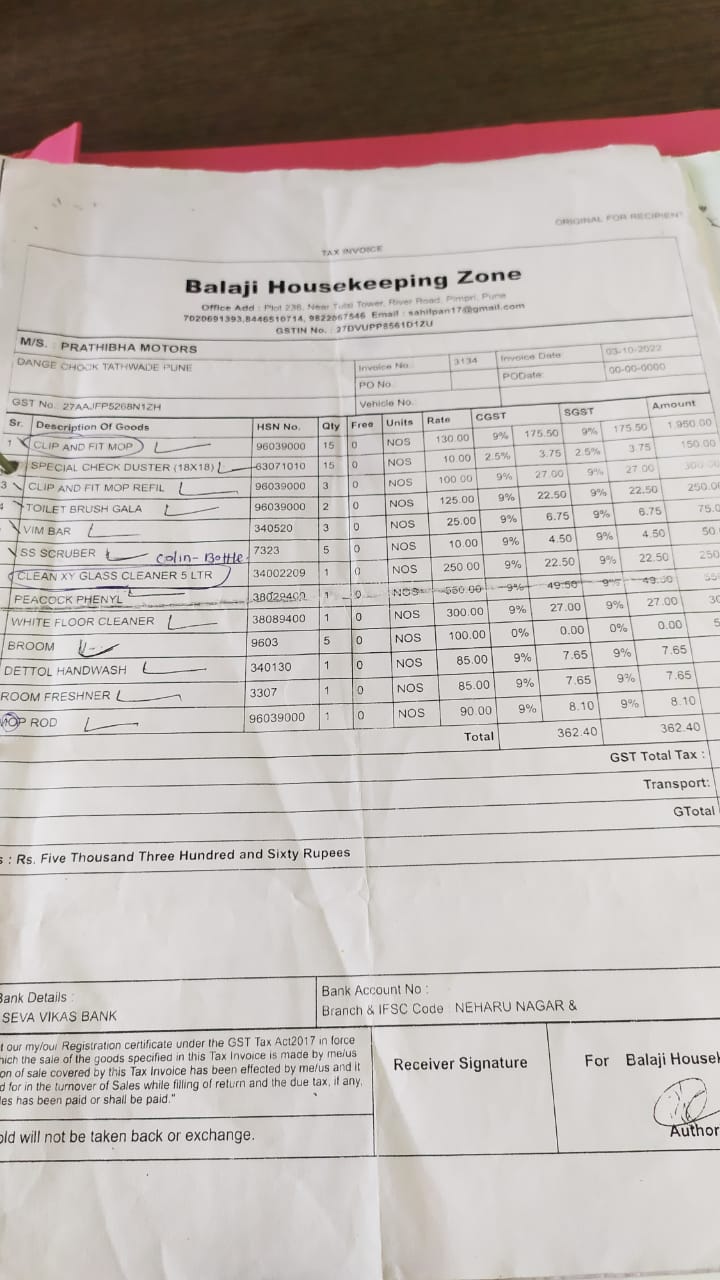 ORIGINAL FOR RECIPIENT
TAX INVOICE
Balaji Housekeeping Zone
Office Add : Plot 236, Near Tulsi Tower, River Road, Pimpri, Pune
7020691393,8446510714, 9822067546 Email : sahilpan17@gmail.com
GSTIN No. : 27DVUPP8561D1ZU
M/S. : PRATHIBHA MOTORS
DANGE CHOCK TATHWADE PUNE
Invoice No. 3134 Invoice Date 03-10-2022
PO No. PODate: 00-00-0000
GST No. 27AAJFP5268N1ZH Vehicle No.
Sr. Description Of Goods HSN No. Qty Free Units Rate CGST SGST Amount
1 CLIP AND FIT MOP 96039000 15 0 NOS 130.00 9% 175.50 9% 175.50 1,950.00
SPECIAL CHECK DUSTER (18X18) 63071010 15 0 NOS 10.00 2.5% 3.75 2.5% 3.75 150.00
3 CLIP AND FIT MOP REFIL 96039000 3 0 NOS 100.00 9% 27.00 9% 27.00 300.00
4 TOILET BRUSH GALA 96039000 2 0 NOS 125.00 9% 22.50 9% 22.50 250.0
VIM BAR 340520 3 0 NOS 25.00 9% 6.75 9% 6.75 75.0
SS SCRUBER 7323 5 0 NOS 10.00 9% 4.50 9% 4.50 50.
Colin-Bottle
CLEAN XY GLASS CLEANER 5 LTR 34002209 1 0 NOS 250.00 9% 22.50 9% 22.50 250
PEACOCK PHENYL 38029400 1 0 NOS 550.00 9% 49.50 9% 49.50 55
WHITE FLOOR CLEANER 38089400 1 0 NOS 300.00 9% 27.00 9% 27.00 30
BROOM 9603 5 0 NOS 100.00 0% 0.00 0% 0.00 5
DETTOL HANDWASH 340130 1 0 NOS 85.00 9% 7.65 9% 7.65
ROOM FRESHNER 3307 1 0 NOS 85.00 9% 7.65 9% 7.65
MOP ROD 96039000 1 0 NOS 90.00 9% 8.10 9% 8.10
Total 362.40 362.40
GST Total Tax :
Transport:
GTotal
s : Rs. Five Thousand Three Hundred and Sixty Rupees
Bank Details :
SEVA VIKAS BANK
Bank Account No :
Branch & IFSC Code : NEHARU NAGAR &
t our my/our Registration certificate under the GST Tax Act2017 in force
hich the sale of the goods specified in this Tax Invoice is made by me/us
on of sale covered by this Tax Invoice has been effected by me/us and it
d for in the turnover of Sales while filling of return and the due tax, if any,
les has been paid or shall be paid."
old will not be taken back or exchange.
Receiver Signature
For Balaji Housek
Author